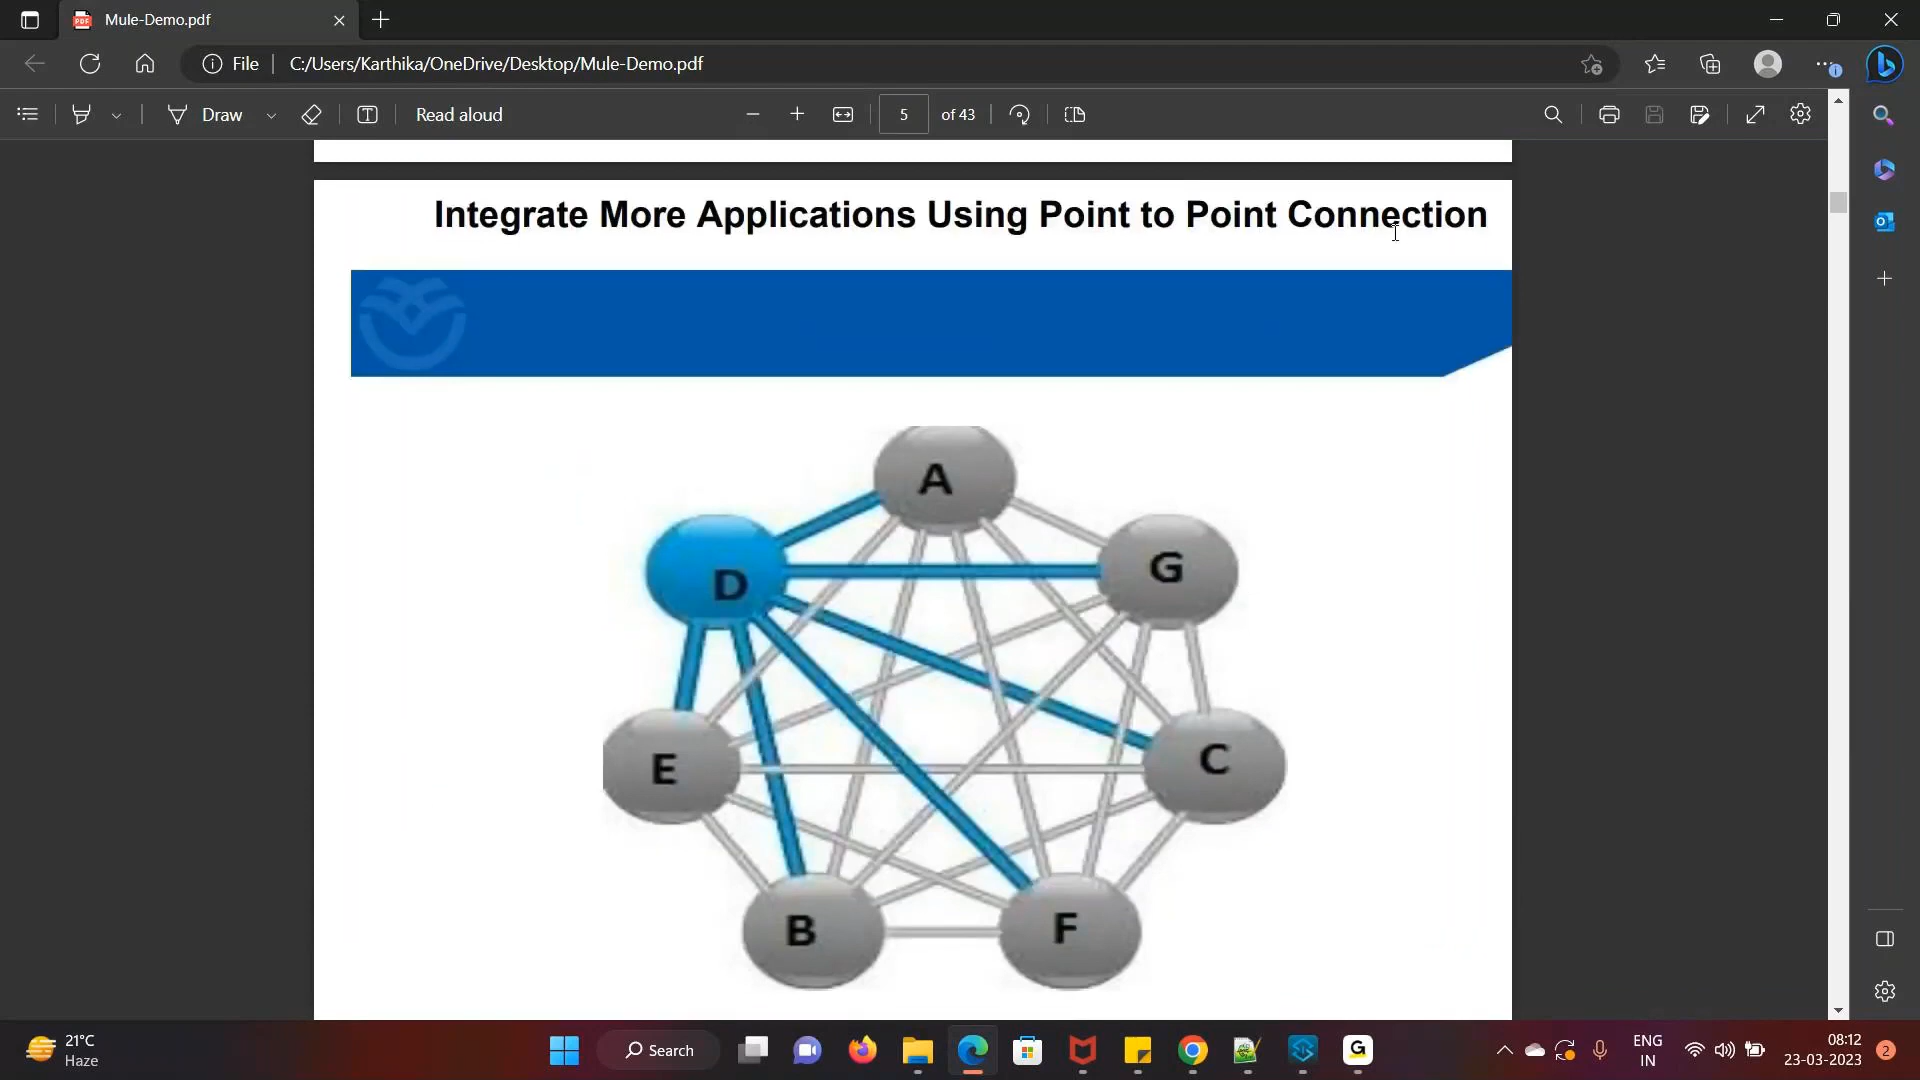 Mule-Demo.pdf
File
C:/Users/Karthika/OneDrive/Desktop/Mule-Demo.pdf
Draw
Read aloud
5
of 43
Integrate More Applications Using Point to Point Connection
A
D
G
E
C
B
F
21°C
Haze
Search
ENG
IN
08:12
23-03-2023
2